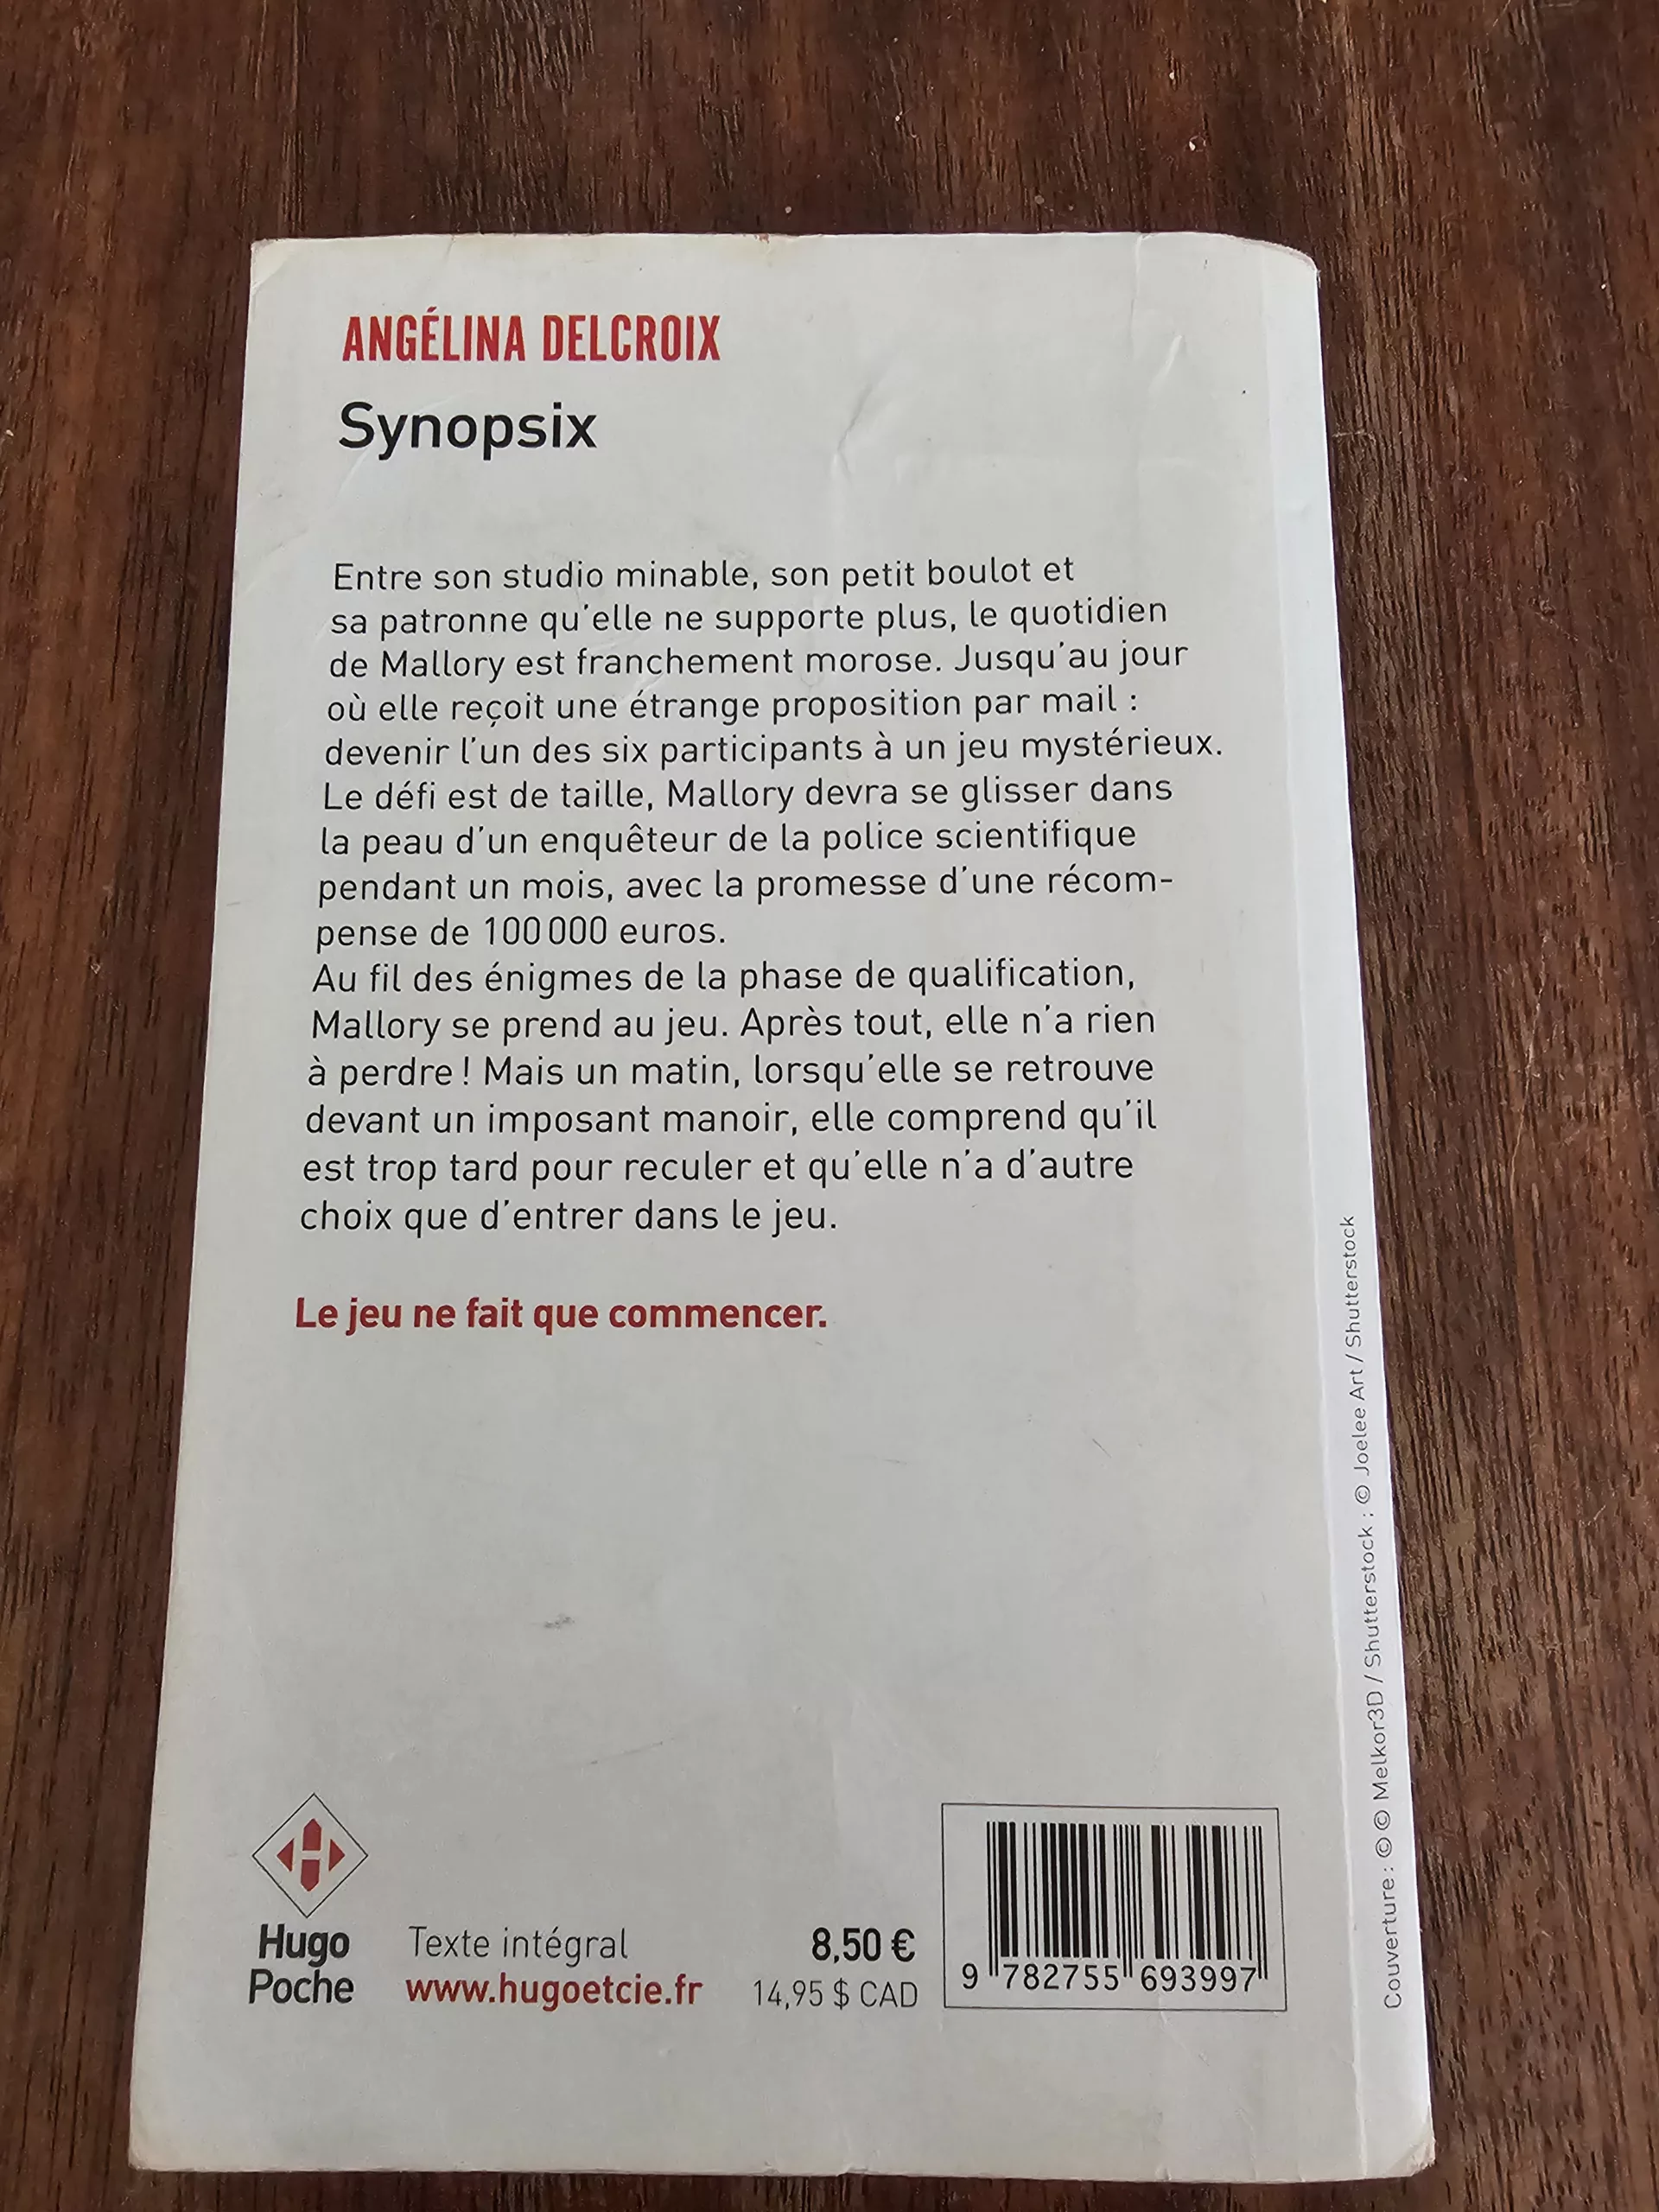 ANGÉLINA DELCROIX
Synopsix
Entre son studio minable, son petit boulot et
sa patronne qu'elle ne supporte plus, le quotidien
de Mallory est franchement morose. Jusqu'au jour
où elle reçoit une étrange proposition par mail :
devenir l'un des six participants à un jeu mystérieux.
Le défi est de taille, Mallory devra se glisser dans
la peau d'un enquêteur de la police scientifique
pendant un mois, avec la promesse d'une récom-
pense de 100 000 euros.
Au fil des énigmes de la phase de qualification,
Mallory se prend au jeu. Après tout, elle n'a rien
à perdre ! Mais un matin, lorsqu'elle se retrouve
devant un imposant manoir, elle comprend qu'il
est trop tard pour reculer et qu'elle n'a d'autre
choix que d'entrer dans le jeu.
Le jeu ne fait que commencer.
Hugo
Poche
Texte intégral
www.hugoetcie.fr
8,50 €
14,95 $ CAD
9 782755 693997
Couverture : © © Melkor3D / Shutterstock ; © Joelee Art / Shutterstock